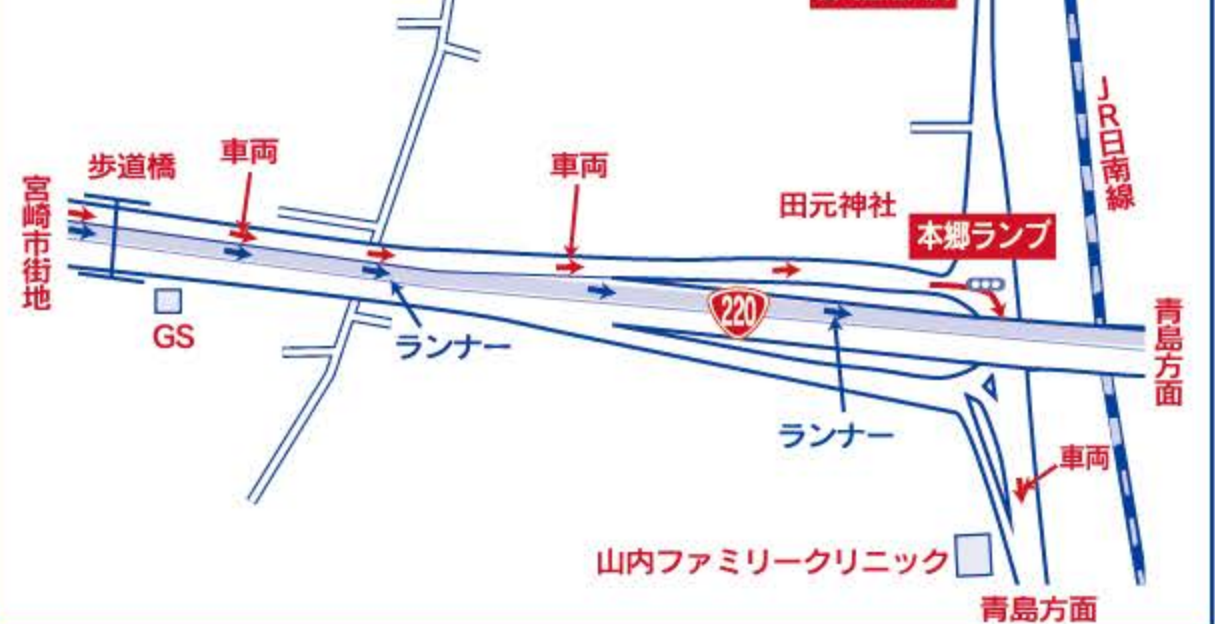 JR日南線
車両
歩道橋
車両
宮崎市街地
田元神社
本郷ランプ
220
GS
ランナー
青島方面
ランナー
車両
山内ファミリークリニック
青島方面